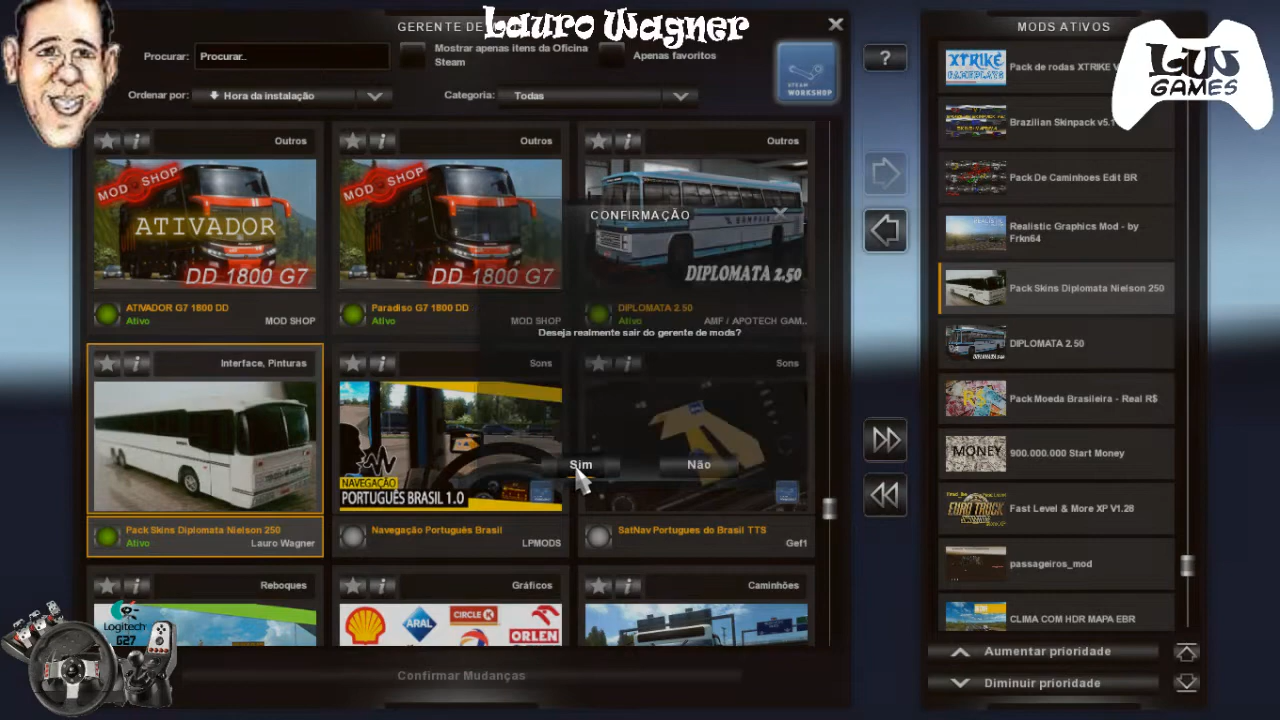 Lauro Wagner
GERENTE DE
Procurar:
Procurar..
Mostrar apenas itens da Oficina
Steam
Apenas favoritos
STEAM
WORKSHOP
Ordenar por:
Hora da instalação
Categoria:
Todas
Outros
MOD SHOP
ATIVADOR
DD 1800 G7
ATIVADOR G7 1800 DD
Ativo
MOD SHOP
Outros
MOD SHOP
DD 1800 G7
Paradiso G7 1800 DD
Ativo
MOD SHOP
Outros
DIPLOMATA 2.50
DIPLOMATA 2.50
Ativo
AMF / APOTECH GAM..
CONFIRMAÇÃO
Deseja realmente sair do gerente de mods?
Sim
Não
Interface, Pinturas
Pack Skins Diplomata Nielson 250
Ativo
Lauro Wagner
Sons
NAVEGAÇÃO
PORTUGUÊS BRASIL 1.0
Navegação Português Brasil
LPMODS
Sons
SatNav Portugues do Brasil TTS
Gef1
Reboques
Gráficos
ARAL
CIRCLE K
ORLEN
Caminhões
Confirmar Mudanças
Logitech
G27
?
MODS ATIVOS
LW
GAMES
XTRIKE
GAMEPLAYS
Pack de rodas XTRIKE V
Brazilian Skinpack v5.1
Pack De Caminhoes Edit BR
Realistic Graphics Mod - by
Frkn64
Pack Skins Diplomata Nielson 250
DIPLOMATA 2.50
R$
Pack Moeda Brasileira - Real R$
MONEY
900.000.000 Start Money
EURO TRUCK
Fast Level & More XP V1.28
passageiros_mod
CLIMA COM HDR MAPA EBR
Aumentar prioridade
Diminuir prioridade